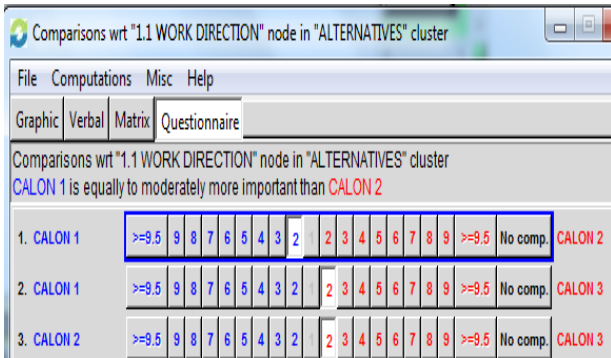 Comparisons wrt "1.1 WORK DIRECTION" node in "ALTERNATIVES" cluster
File Computations Misc Help
Graphic Verbal Matrix Questionnaire
Comparisons wrt "1.1 WORK DIRECTION" node in "ALTERNATIVES" cluster
CALON 1 is equally to moderately more important than CALON 2
1. CALON 1 >=9.5 9 8 7 6 5 4 3 2 1 2 3 4 5 6 7 8 9 >=9.5 No comp. CALON 2
2. CALON 1 >=9.5 9 8 7 6 5 4 3 2 1 2 3 4 5 6 7 8 9 >=9.5 No comp. CALON 3
3. CALON 2 >=9.5 9 8 7 6 5 4 3 2 1 2 3 4 5 6 7 8 9 >=9.5 No comp. CALON 3